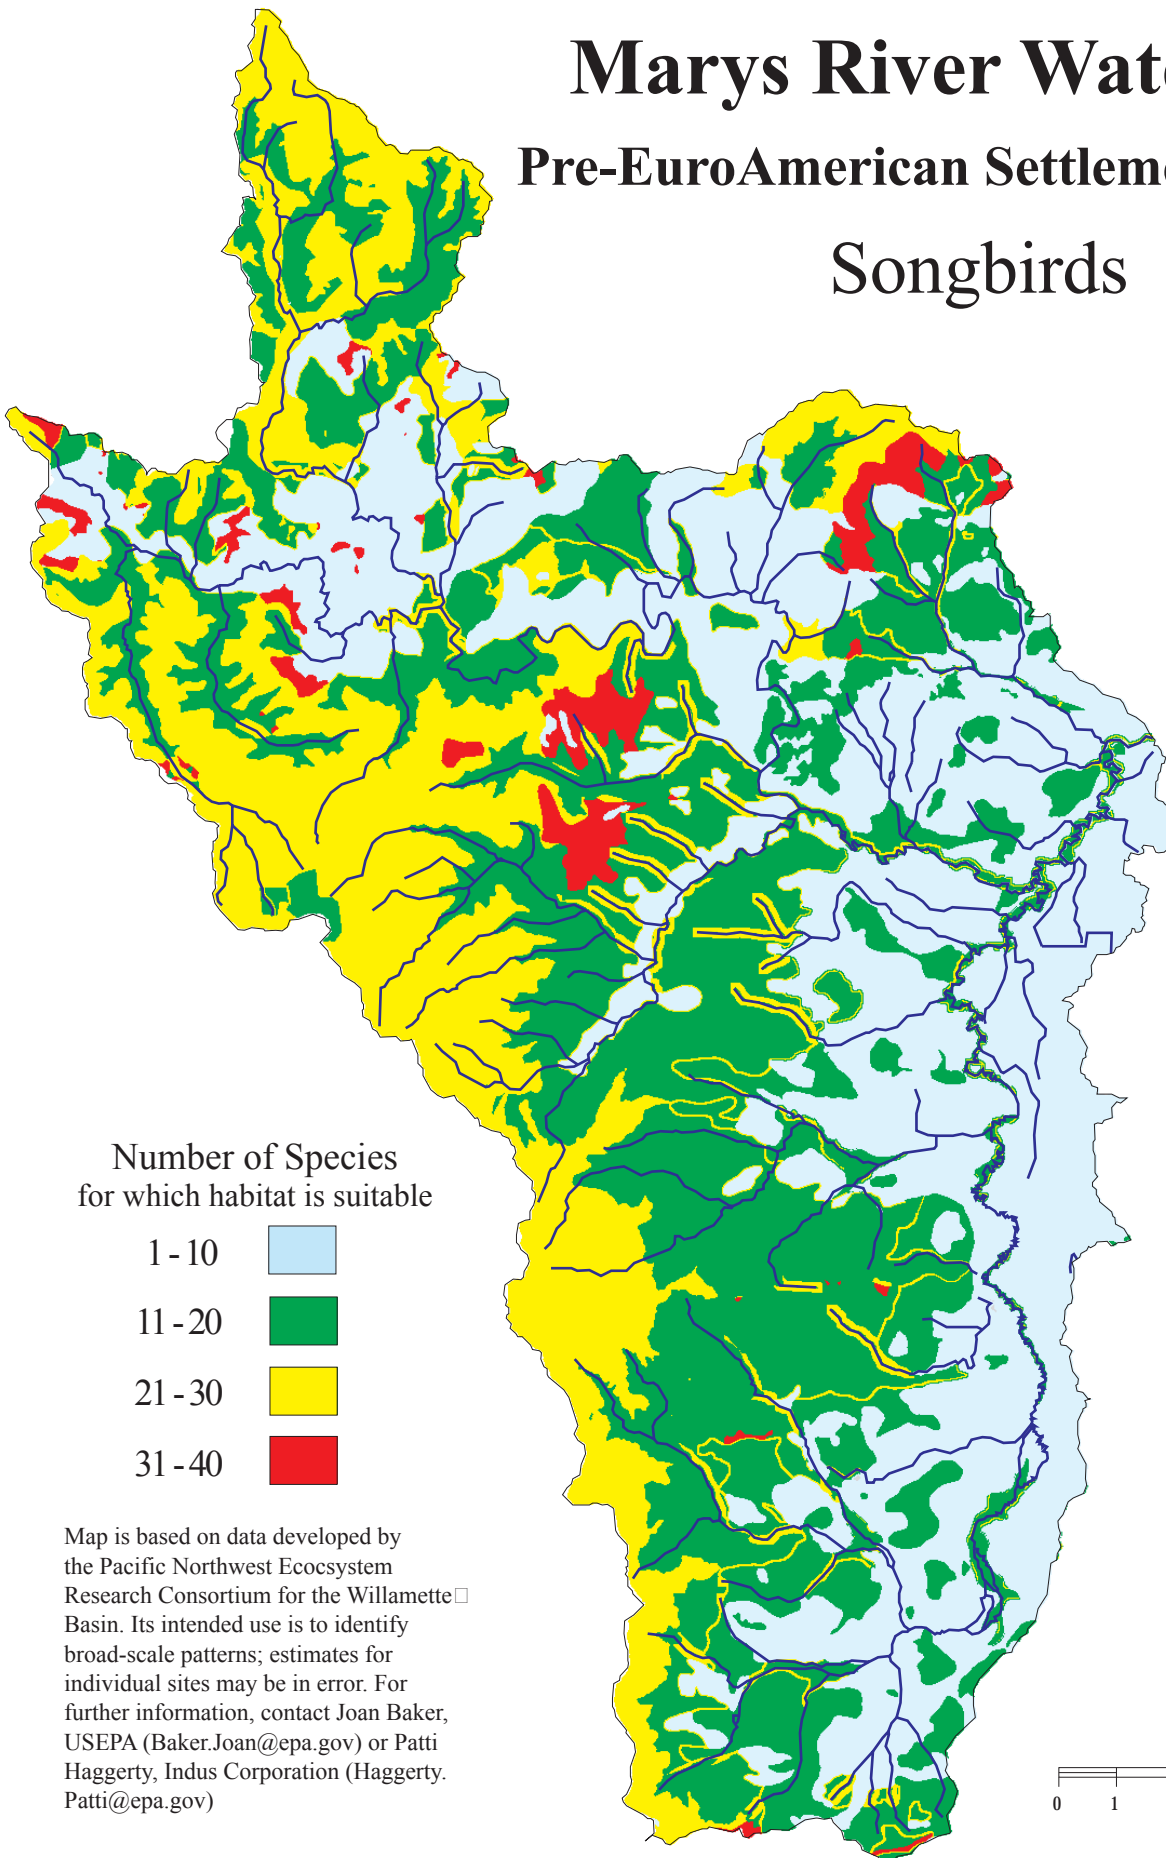 Marys River Wate
Pre-EuroAmerican Settleme
Songbirds
Number of Species
for which habitat is suitable
1 - 10
11 - 20
21 - 30
31 - 40
Map is based on data developed by
the Pacific Northwest Ecocsystem
Research Consortium for the Willamette□
Basin. Its intended use is to identify
broad-scale patterns; estimates for
individual sites may be in error. For
further information, contact Joan Baker,
USEPA (Baker.Joan@epa.gov) or Patti
Haggerty, Indus Corporation (Haggerty.
Patti@epa.gov)
0 1